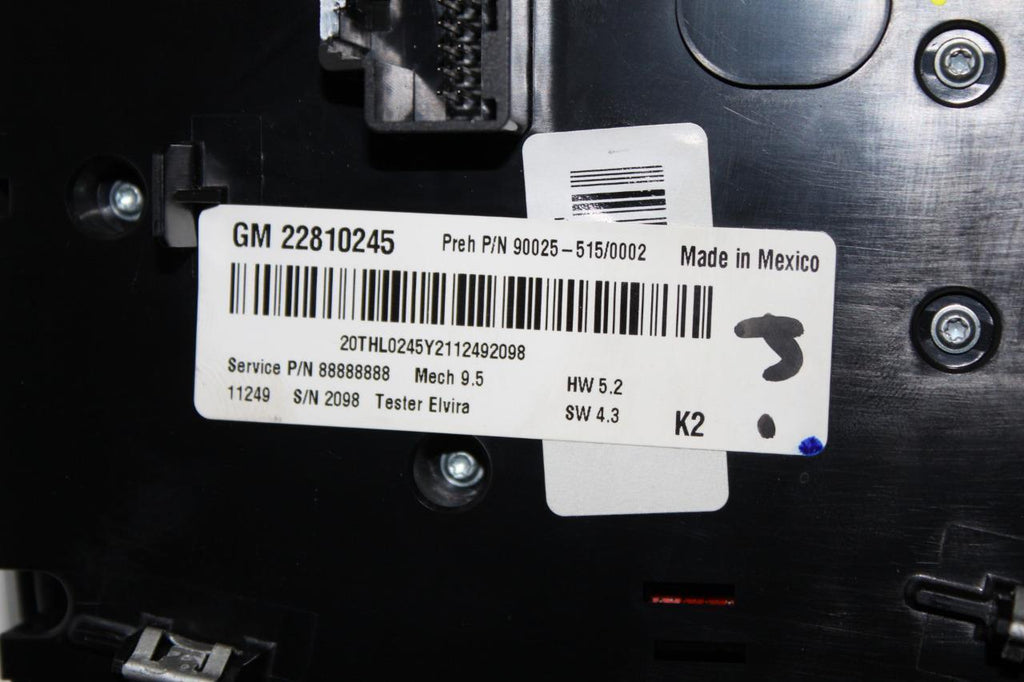 GM 22810245 Preh P/N 90025-515/0002 Made in Mexico
20THL0245Y2112492098
Service P/N 88888888 Mech 9.5 HW 5.2
11249 S/N 2098 Tester Elvira SW 4.3 K2